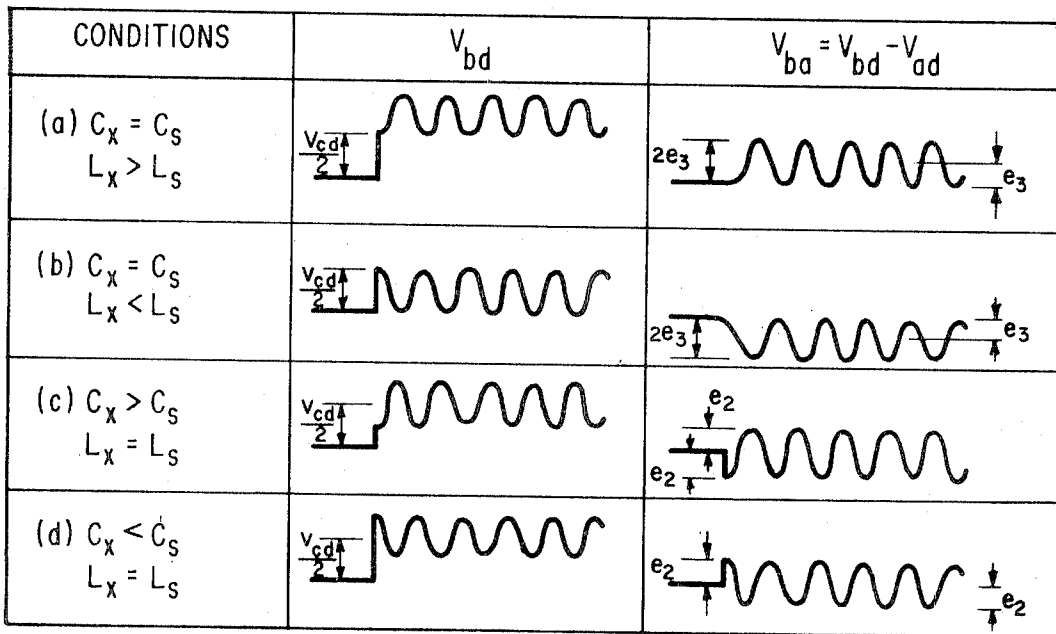 CONDITIONS
V_bd
V_ba = V_bd - V_ad
(a) C_X = C_S
L_X > L_S
V_cd/2
2e_3
e_3
(b) C_X = C_S
L_X < L_S
V_cd/2
2e_3
e_3
(c) C_X > C_S
L_X = L_S
V_cd/2
e_2
e_2
(d) C_X < C_S
L_X = L_S
V_cd/2
e_2
e_2